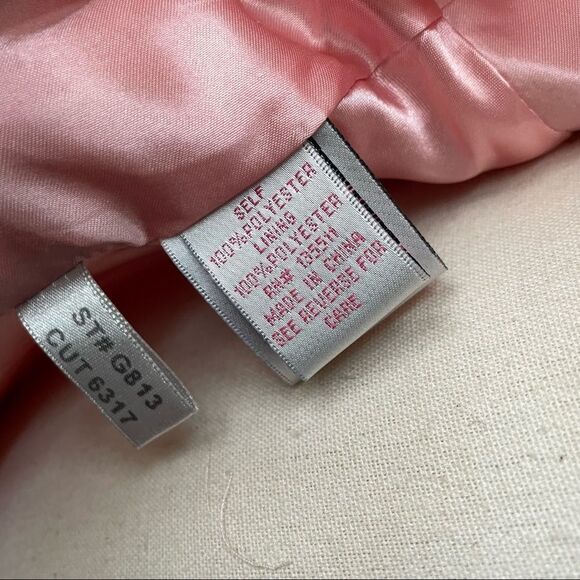 SELF
100%POLYESTER
LINING
100%POLYESTER
RN# 135511
MADE IN CHINA
SEE REVERSE FOR
CARE
ST# G813
CUT 6317